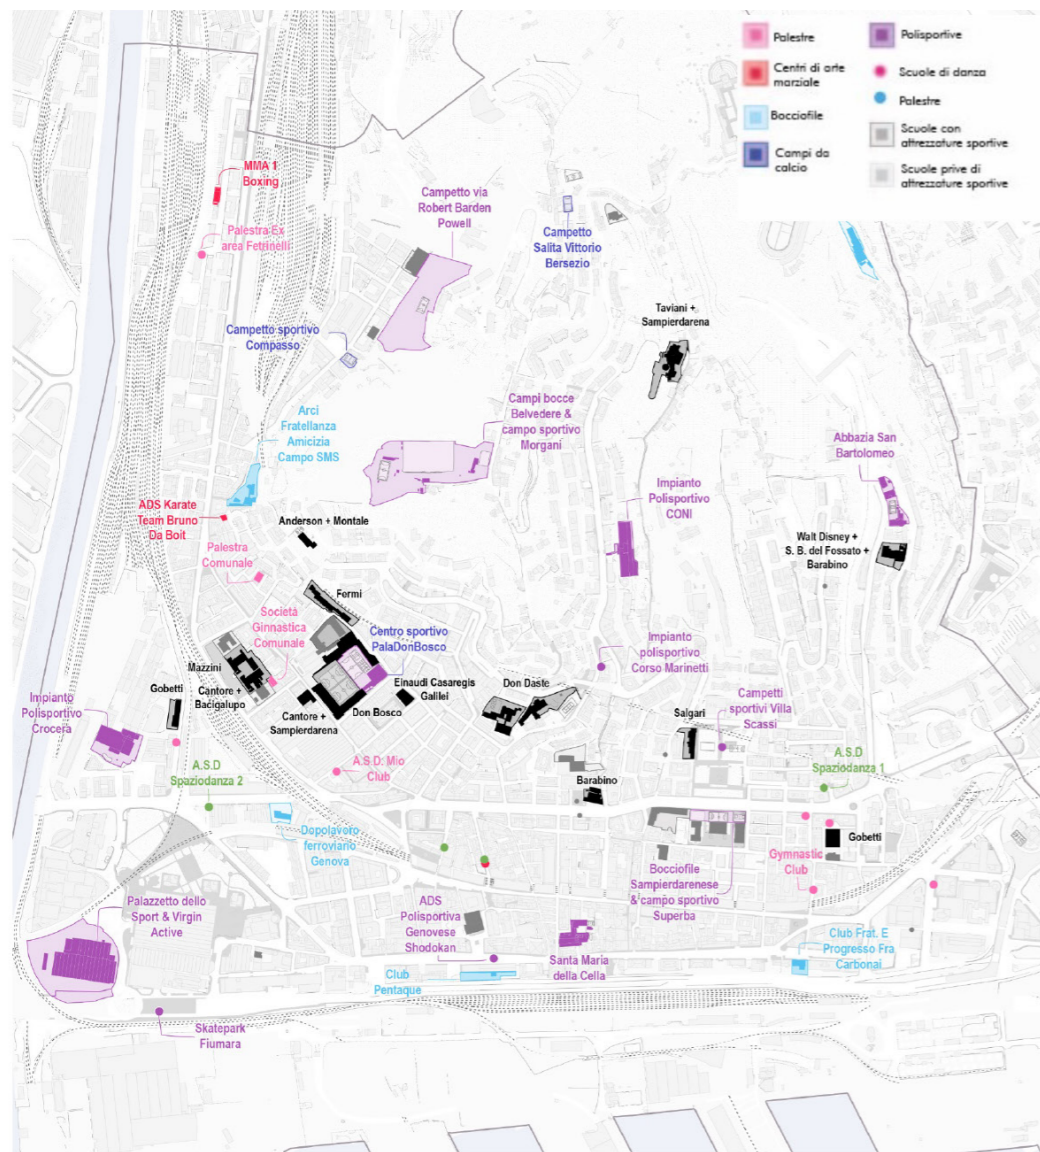 Palestre
Centri di arte
marziale
Bocciofile
Campi da
calcio
Polisportive
Scuole di danza
Palestre
Scuole con
attrezzature sportive
Scuole prive di
attrezzature sportive
MMA 1
Boxing
Palestra Ex
area Fetrinelli
Campetto via
Robert Barden
Powell
Campetto
Salita Vittorio
Bersezio
Campetto sportivo
Compasso
Taviani +
Sampierdarena
Arci
Fratellanza
Amicizia
Campo SMS
Campi bocce
Belvedere &
campo sportivo
Morgani
Abbazia San
Bartolomeo
Impianto
Polisportivo
CONI
ADS Karate
Team Bruno
Da Boit
Anderson + Montale
Walt Disney +
S. B. del Fossato +
Barabino
Palestra
Comunale
Fermi
Società
Ginnastica
Comunale
Centro sportivo
PalaDonBosco
Impianto
polisportivo
Corso Marinetti
Mazzini
Cantore +
Bacigalupo
Gobetti
Einaudi Casaregis
Galilei
Don Daste
Don Bosco
Cantore +
Sampierdarena
Impianto
Polisportivo
Crocera
Campetti
sportivi Villa
Scassi
Salgari
A.S.D
Spaziodanza 2
A.S.D. Mio
Club
Barabino
A.S.D
Spaziodanza 1
Dopolavoro
ferroviano
Genova
Gobetti
Gymnastic
Club
Bocciofile
Sampierdarenese
& campo sportivo
Superba
Palazzetto dello
Sport & Virgin
Active
ADS
Polisportiva
Genovese
Shodokan
Santa Maria
della Cella
Club Frat. E
Progresso Fra
Carbonai
Club
Pentaque
Skatepark
Fiumara